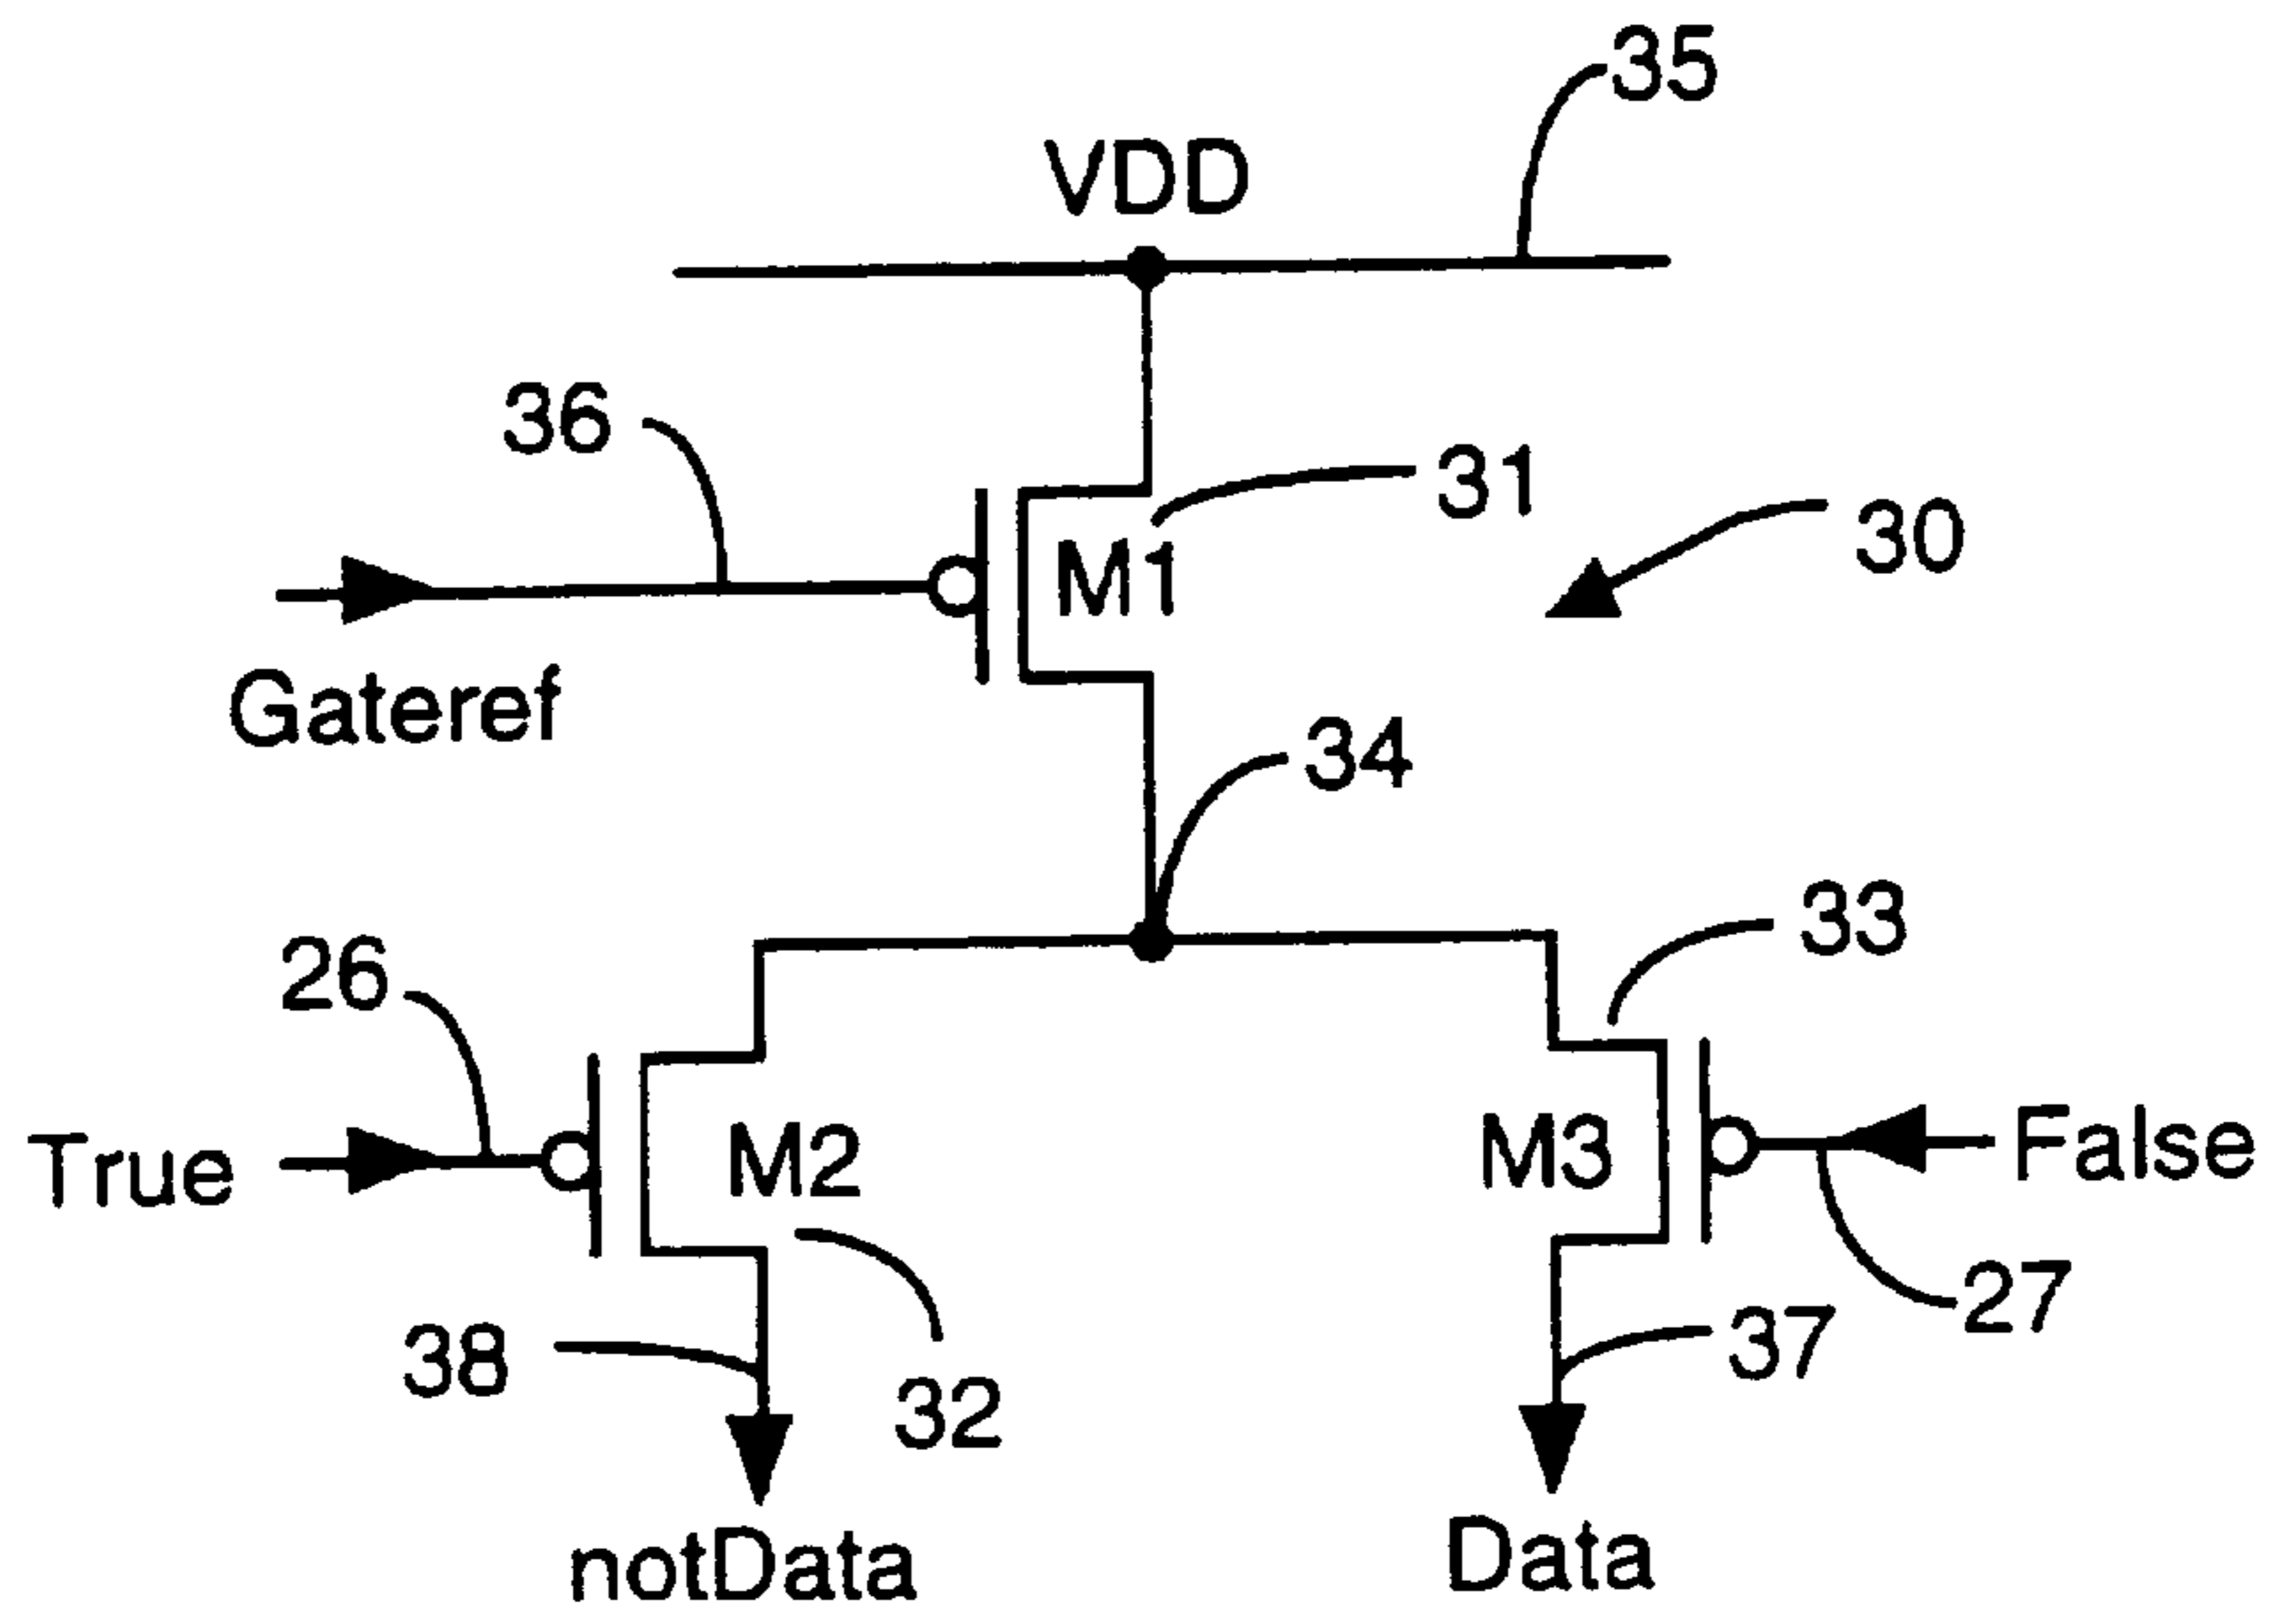 35
VDD
36
31
30
M1
Gateref
34
33
26
True
M2
M3
False
27
37
38
32
notData
Data